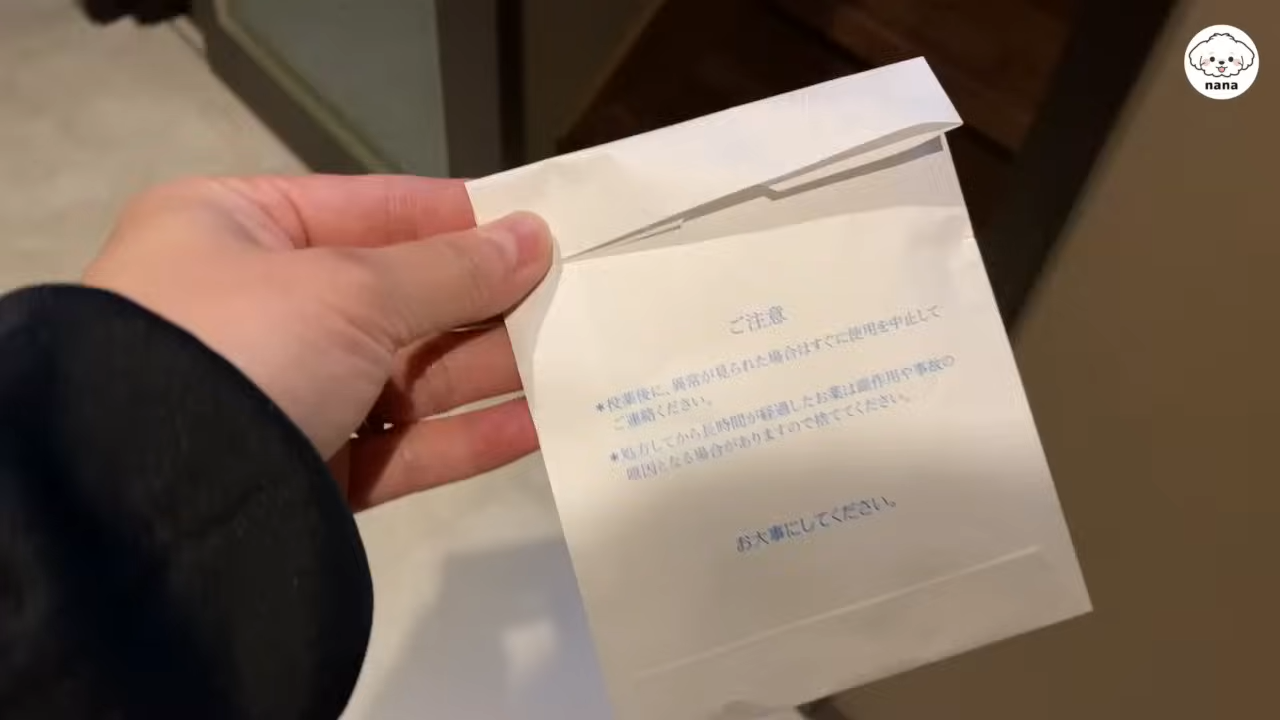 nana
ご注意
*投薬後に、異常が見られた場合はすぐに使用を中止して
ご連絡ください。
*処方してから長時間が経過したお薬は副作用や事故の
原因となる場合がありますので捨ててください。
お大事にしてください。